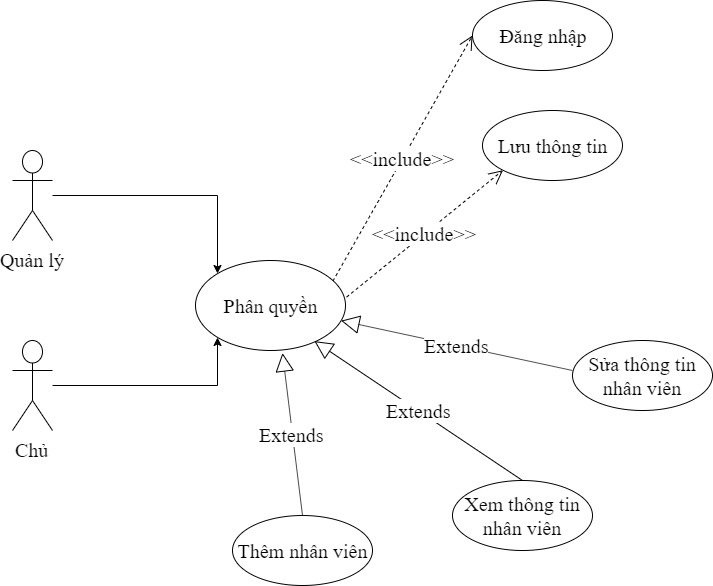 Đăng nhập
<<include>>
Lưu thông tin
<<include>>
Quản lý
Phân quyền
Extends
Sửa thông tin
nhân viên
Chủ
Extends
Extends
Xem thông tin
nhân viên
Thêm nhân viên